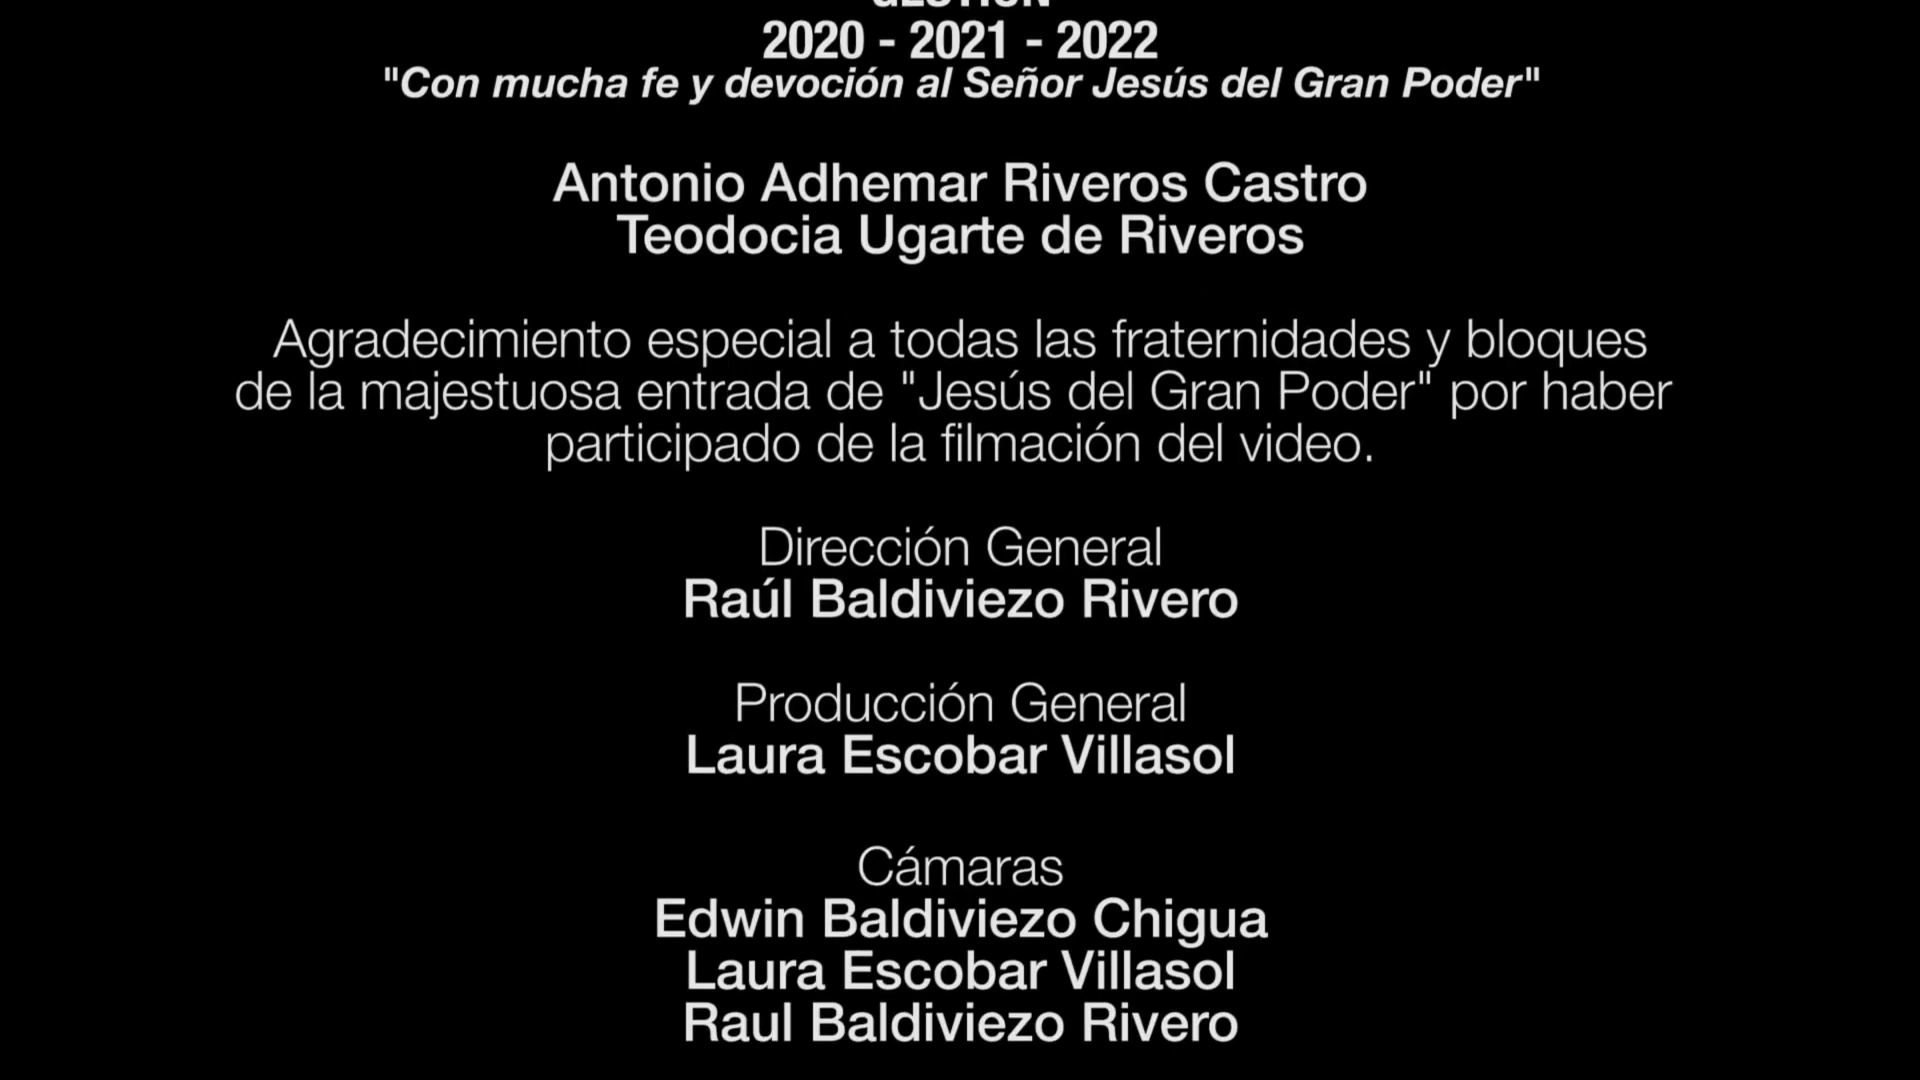 GESTIÓN
2020 - 2021 - 2022
"Con mucha fe y devoción al Señor Jesús del Gran Poder"
Antonio Adhemar Riveros Castro
Teodocia Ugarte de Riveros
Agradecimiento especial a todas las fraternidades y bloques
de la majestuosa entrada de "Jesús del Gran Poder" por haber
participado de la filmación del video.
Dirección General
Raúl Baldiviezo Rivero
Producción General
Laura Escobar Villasol
Cámaras
Edwin Baldiviezo Chigua
Laura Escobar Villasol
Raul Baldiviezo Rivero